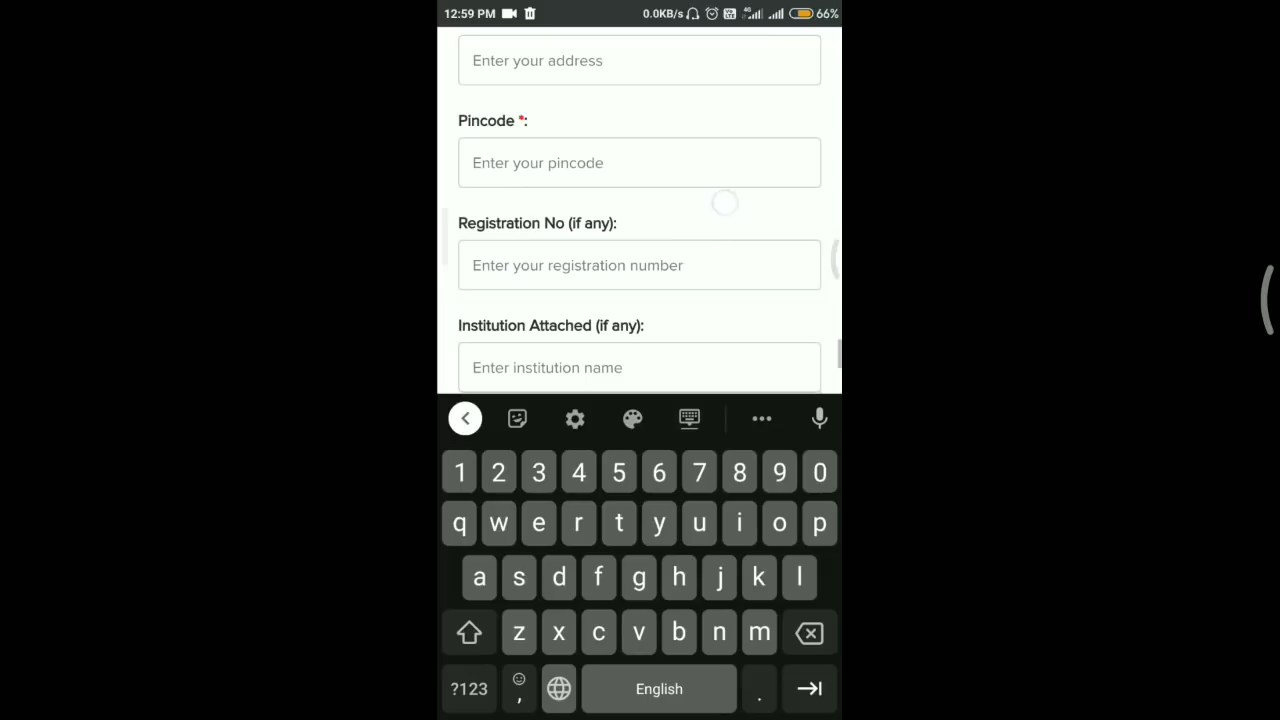 12:59 PM 0.0KB/s 4G 66%
Enter your address
Pincode *:
Enter your pincode
Registration No (if any):
Enter your registration number
Institution Attached (if any):
Enter institution name
1 2 3 4 5 6 7 8 9 0
q w e r t y u i o p
a s d f g h j k l
z x c v b n m
?123 , English .